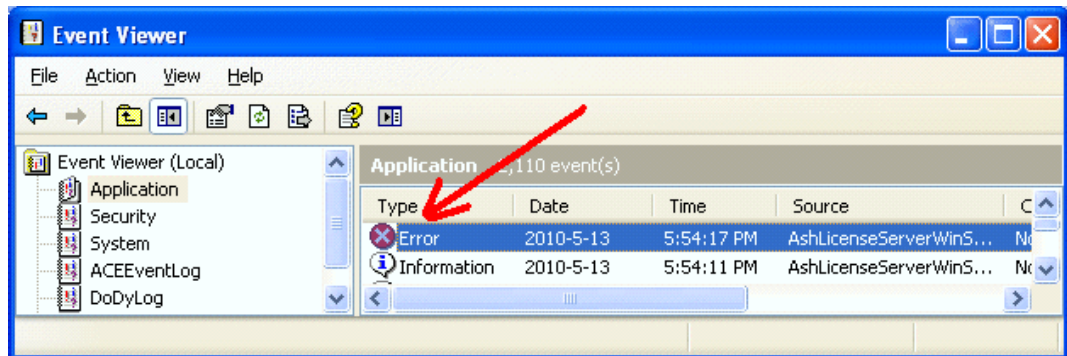 Event Viewer
File Action View Help
Event Viewer (Local)
Application
Security
System
ACEEventLog
DoDyLog
Application ,110 event(s)
Type Date Time Source
Error 2010-5-13 5:54:17 PM AshLicenseServerWinS...
Information 2010-5-13 5:54:11 PM AshLicenseServerWinS...